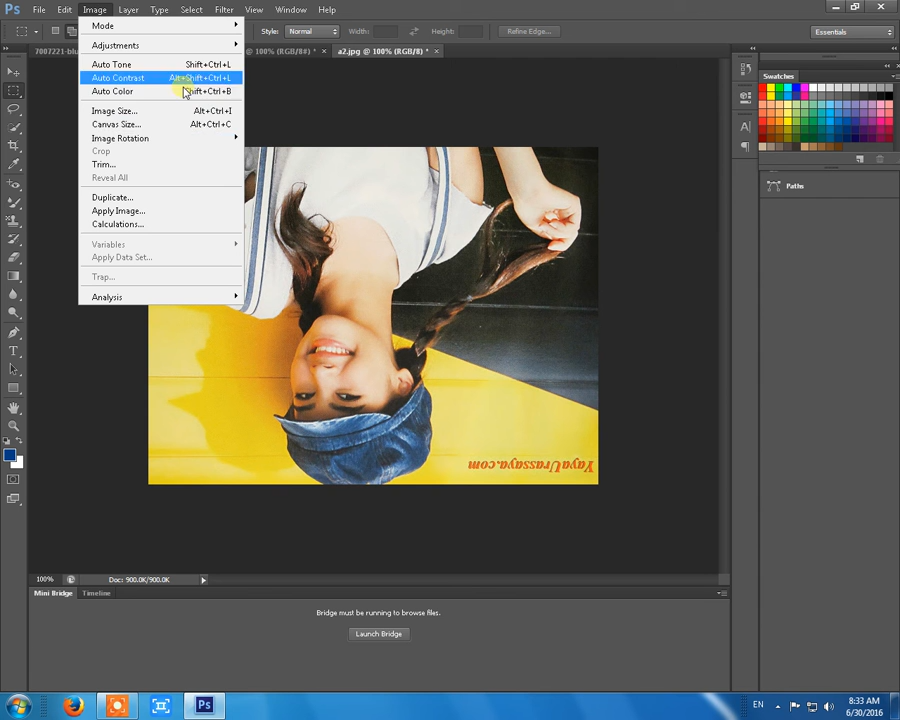 Ps File Edit Image Layer Type Select Filter View Window Help
Style: Normal Width: Height: Refine Edge... Essentials
7007221-blu @ 100% (RGB/8#) * × a2.jpg @ 100% (RGB/8) * ×
Mode
Adjustments
Auto Tone Shift+Ctrl+L
Auto Contrast Alt+Shift+Ctrl+L
Auto Color Shift+Ctrl+B
Image Size... Alt+Ctrl+I
Canvas Size... Alt+Ctrl+C
Image Rotation
Crop
Trim...
Reveal All
Duplicate...
Apply Image...
Calculations...
Variables
Apply Data Set...
Trap...
Analysis
Swatches
Paths
YayaUrassaya.com
100% Doc: 900.0K/900.0K
Mini Bridge Timeline
Bridge must be running to browse files.
Launch Bridge
Ps EN 8:33 AM
6/30/2016